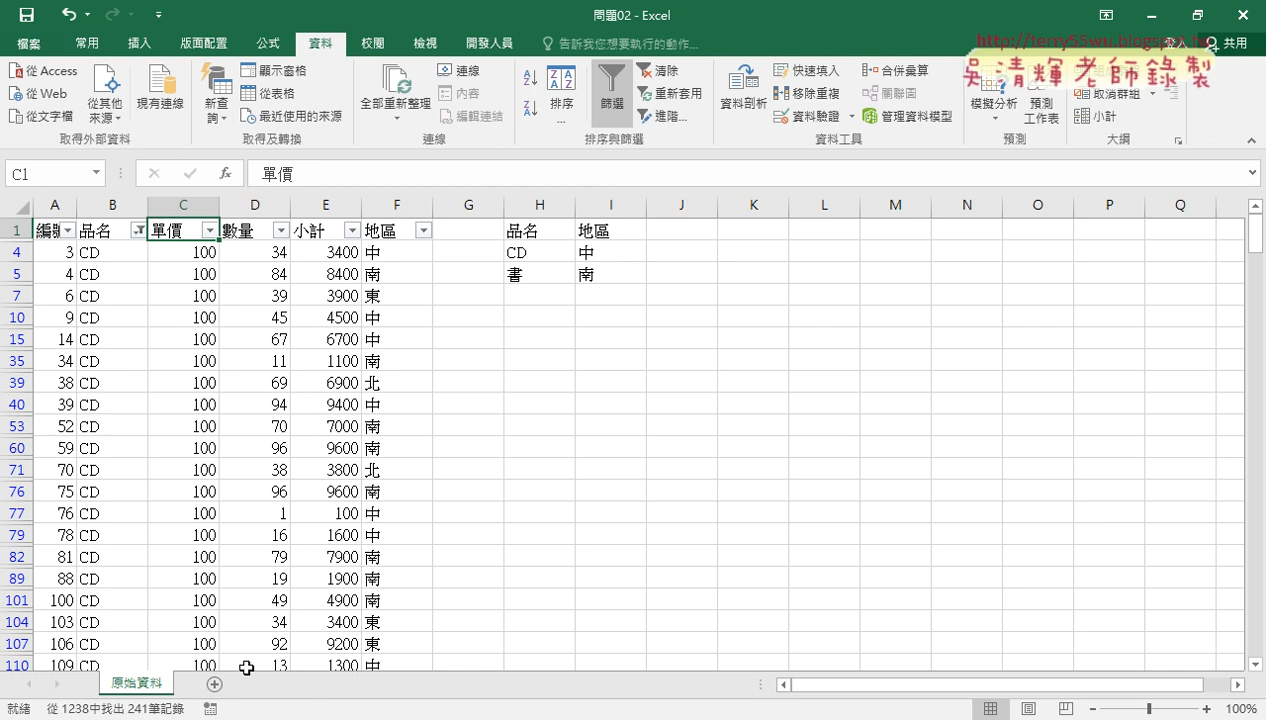 問題02 - Excel
檔案 常用 插入 版面配置 公式 資料 校閱 檢視 開發人員 告訴我您想要執行的動作... 登入 共用
http://terry55wu.blogspot.tw
吳清輝老師錄製
從 Access
從 Web
從文字檔
從其他來源
現有連線
取得外部資料
新查詢
顯示查詢
從表格
最近使用的來源
取得及轉換
全部重新整理
連線
內容
編輯連結
連線
排序...
篩選
清除
重新套用
進階...
排序與篩選
資料剖析
快速填入
移除重複
資料驗證
合併彙算
關聯圖
管理資料模型
資料工具
模擬分析
預測工作表
預測
取消群組
小計
大綱
C1 fx 單價
A B C D E F G H I J K L M N O P Q
1 編號 品名 單價 數量 小計 地區 品名 地區
4 3 CD 100 34 3400 中 CD 中
5 4 CD 100 84 8400 南 書 南
7 6 CD 100 39 3900 東
10 9 CD 100 45 4500 中
15 14 CD 100 67 6700 中
35 34 CD 100 11 1100 南
39 38 CD 100 69 6900 北
40 39 CD 100 94 9400 中
53 52 CD 100 70 7000 南
60 59 CD 100 96 9600 南
71 70 CD 100 38 3800 北
76 75 CD 100 96 9600 南
77 76 CD 100 1 100 中
79 78 CD 100 16 1600 中
82 81 CD 100 79 7900 南
89 88 CD 100 19 1900 南
101 100 CD 100 49 4900 南
104 103 CD 100 34 3400 東
107 106 CD 100 92 9200 東
110 109 CD 100 13 1300 中
原始資料
就緒 從 1238中找出 241筆記錄 100%